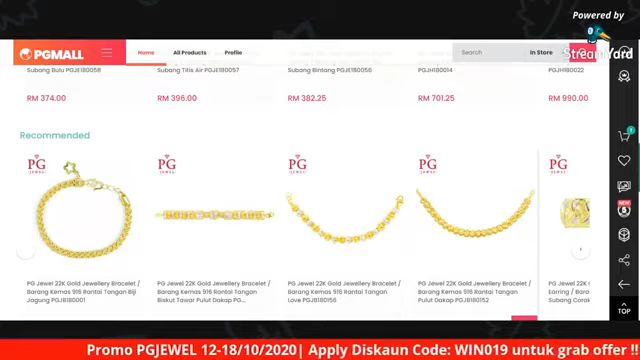 Powered by
StreamYard
PGMALL
Home
All Products
Profile
Search
In Store
Subang Bulu PGJE180058
Subang Titis Air PGJE180057
Subang Bintang PGJE180056
PGJH180014
PGJH180022
RM 374.00
RM 396.00
RM 382.25
RM 701.25
RM 990.00
Recommended
PG
JEWEL
PG
JEWEL
PG
JEWEL
PG
JEWEL
PG Jewel 22K Gold Jewellery Bracelet /
Barang Kemas 916 Rantai Tangan Biji
Jagung PGJB180001
PG Jewel 22K Gold Jewellery Bracelet /
Barang Kemas 916 Rantai Tangan
Biskut Tawar Pulut Dakap PG...
PG Jewel 22K Gold Jewellery Bracelet /
Barang Kemas 916 Rantai Tangan
Love PGJB180156
PG Jewel 22K Gold Jewellery Bracelet /
Barang Kemas 916 Rantai Tangan
Pulut Dakap PGJB180152
PG Jewel 22K G
Earring / Baran
Subang Corak
NEW
TOP
Promo PGJEWEL 12-18/10/2020| Apply Diskaun Code: WIN019 untuk grab offer !!